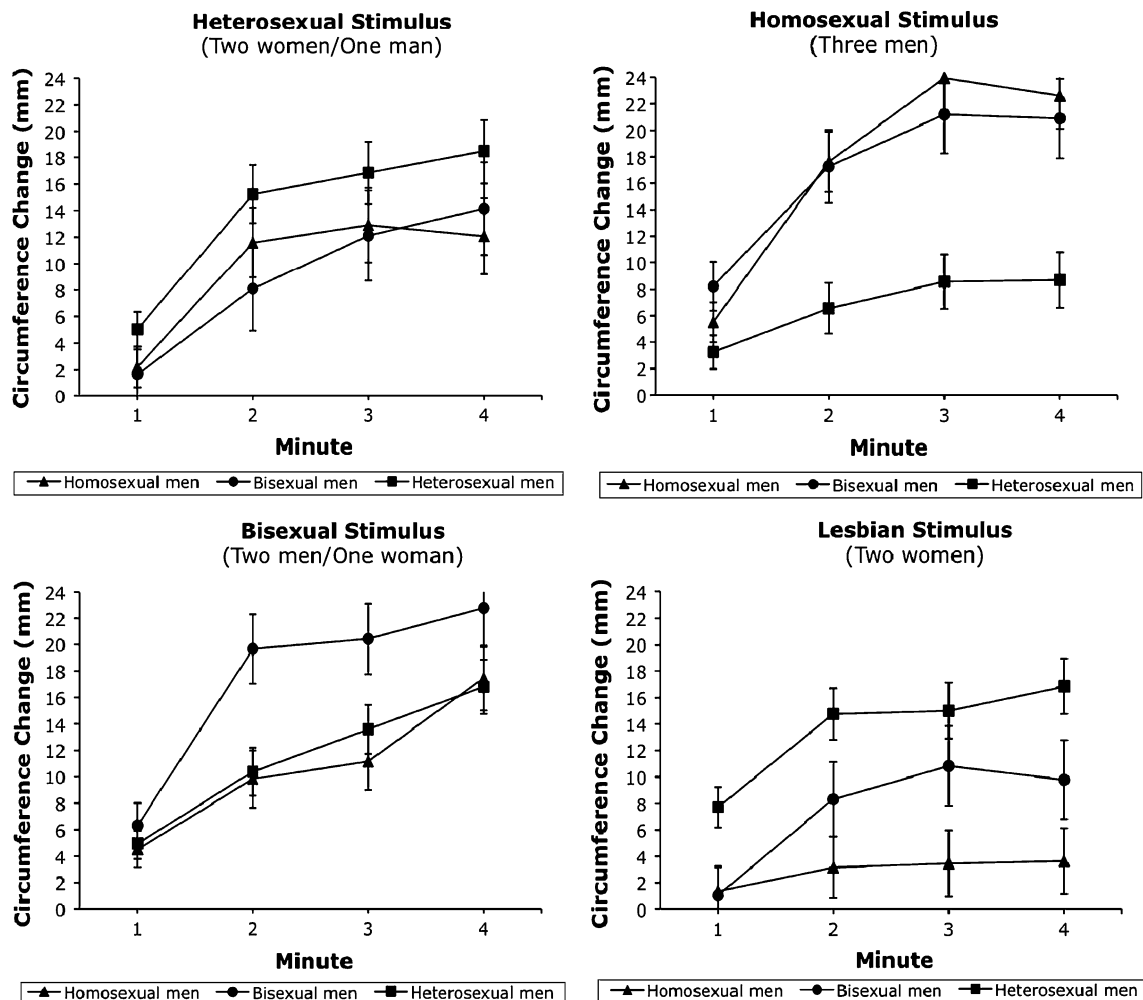 Heterosexual Stimulus
(Two women/One man)
Circumference Change (mm)
24
22
20
18
16
14
12
10
8
6
4
2
0
1 2 3 4
Minute
Homosexual men Bisexual men Heterosexual men
Homosexual Stimulus
(Three men)
Circumference Change (mm)
24
22
20
18
16
14
12
10
8
6
4
2
0
1 2 3 4
Minute
Homosexual men Bisexual men Heterosexual men
Bisexual Stimulus
(Two men/One woman)
Circumference Change (mm)
24
22
20
18
16
14
12
10
8
6
4
2
0
1 2 3 4
Minute
Homosexual men Bisexual men Heterosexual men
Lesbian Stimulus
(Two women)
Circumference Change (mm)
24
22
20
18
16
14
12
10
8
6
4
2
0
1 2 3 4
Minute
Homosexual men Bisexual men Heterosexual men